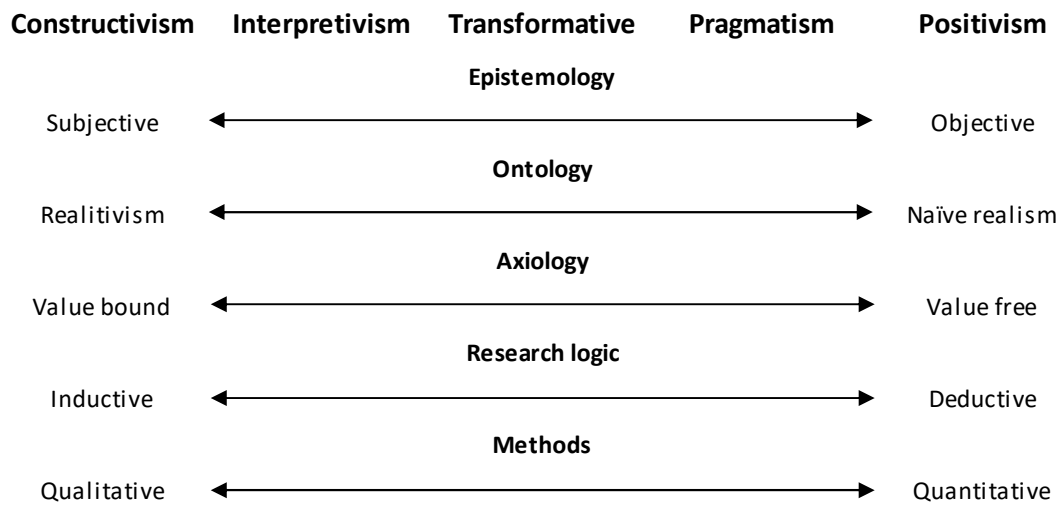 Constructivism Interpretivism Transformative Pragmatism Positivism
Epistemology
Subjective Objective
Ontology
Realitivism Naïve realism
Axiology
Value bound Value free
Research logic
Inductive Deductive
Methods
Qualitative Quantitative